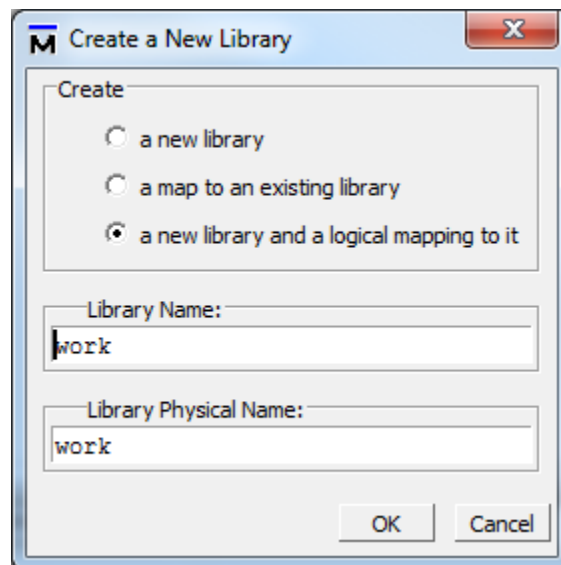 Create a New Library
Create
a new library
a map to an existing library
a new library and a logical mapping to it
Library Name:
work
Library Physical Name:
work
OK Cancel